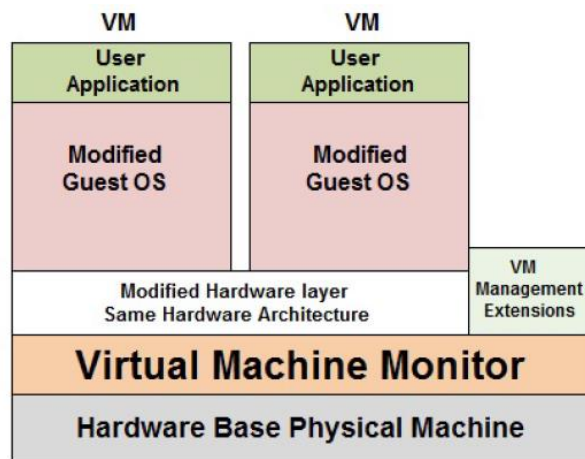 VM
VM
User
Application
User
Application
Modified
Guest OS
Modified
Guest OS
Modified Hardware layer
Same Hardware Architecture
VM
Management
Extensions
Virtual Machine Monitor
Hardware Base Physical Machine